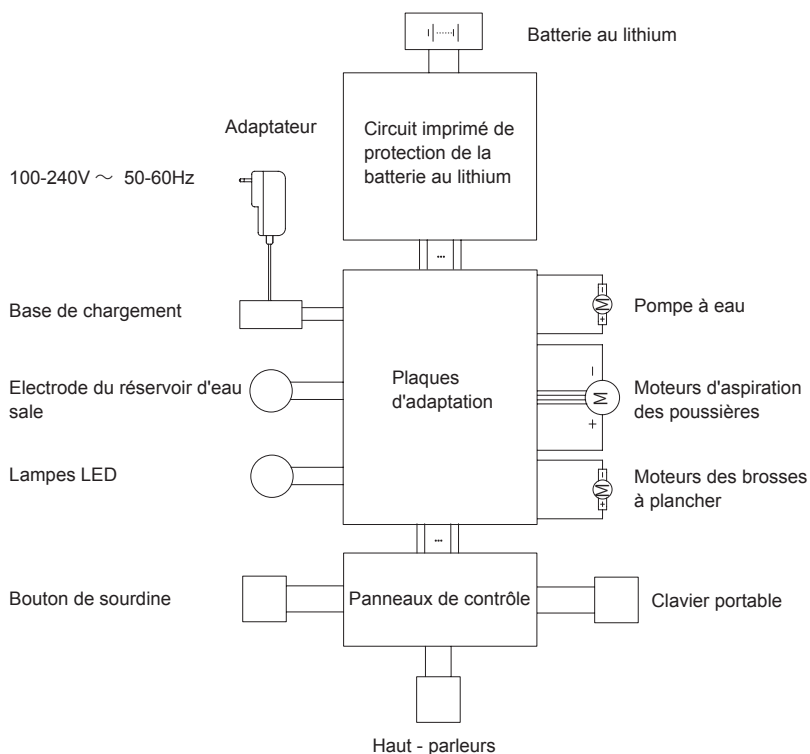 Batterie au lithium
Adaptateur
Circuit imprimé de
protection de la
batterie au lithium
100-240V ～ 50-60Hz
...
Base de chargement
Pompe à eau
M
- +
Electrode du réservoir d'eau
sale
Plaques
d'adaptation
−
M
+
Moteurs d'aspiration
des poussières
Lampes LED
- M +
Moteurs des brosses
à plancher
...
Bouton de sourdine
Panneaux de contrôle
Clavier portable
Haut - parleurs